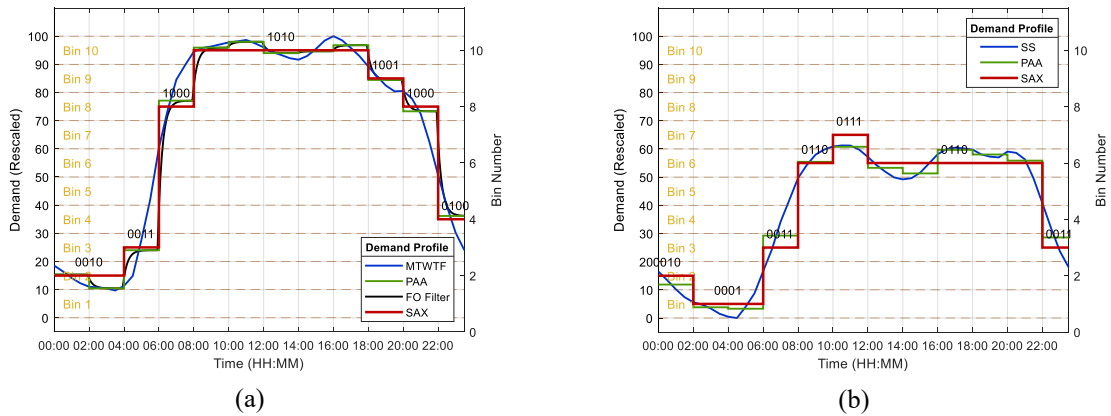 100
90
80
70
60
50
40
30
20
10
0
Demand (Rescaled)
Bin 10
Bin 9
Bin 8
Bin 7
Bin 6
Bin 5
Bin 4
Bin 3
Bin 2
Bin 1
0010
0011
1000
1010
1001
1000
0100
10
8
6
4
2
0
Bin Number
Demand Profile
MTWTF
PAA
FO Filter
SAX
00:00 02:00 04:00 06:00 08:00 10:00 12:00 14:00 16:00 18:00 20:00 22:00
Time (HH:MM)
(a)
100
90
80
70
60
50
40
30
20
10
0
Demand (Rescaled)
Bin 10
Bin 9
Bin 8
Bin 7
Bin 6
Bin 5
Bin 4
Bin 3
Bin 2
Bin 1
0010
0001
0011
0110
0111
0110
0011
10
8
6
4
2
0
Bin Number
Demand Profile
SS
PAA
SAX
00:00 02:00 04:00 06:00 08:00 10:00 12:00 14:00 16:00 18:00 20:00 22:00
Time (HH:MM)
(b)